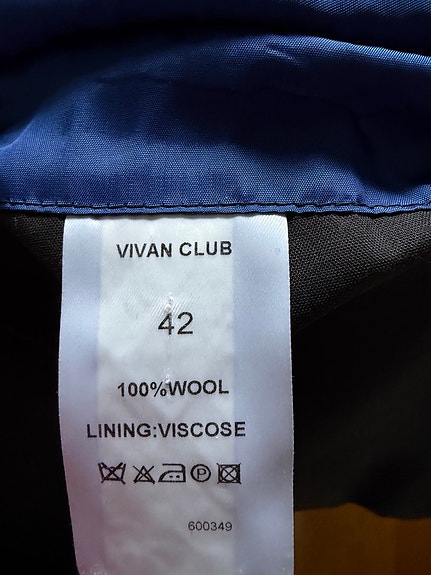 VIVAN CLUB
42
100%WOOL
LINING:VISCOSE
P
600349